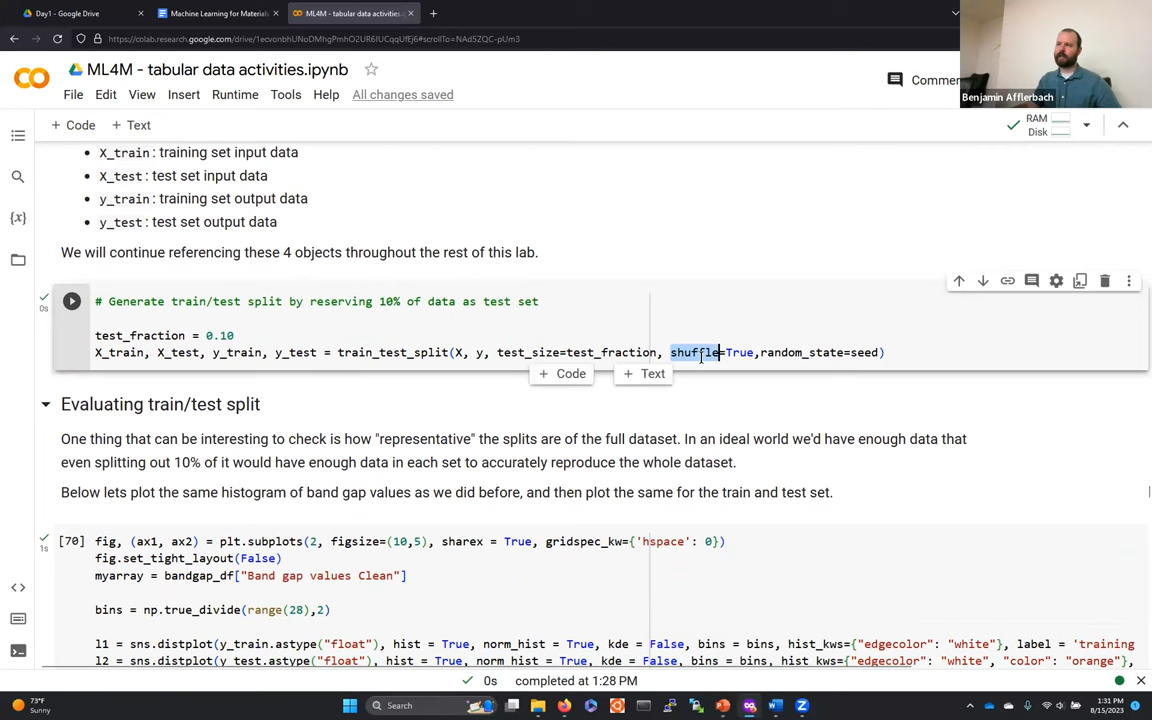 Day1 - Google Drive
Machine Learning for Materials
ML4M - tabular data activities.
https://colab.research.google.com/drive/1ecvonbhUNoDMhgPmhO2UR6IUCqqUfEj6#scrollTo=NAd5ZQC-pUm3
ML4M - tabular data activities.ipynb
File Edit View Insert Runtime Tools Help All changes saved
Commen
Benjamin Afflerbach
+ Code + Text
RAM
Disk
X_train: training set input data
X_test: test set input data
y_train: training set output data
y_test: test set output data
We will continue referencing these 4 objects throughout the rest of this lab.
0s
# Generate train/test split by reserving 10% of data as test set
test_fraction = 0.10
X_train, X_test, y_train, y_test = train_test_split(X, y, test_size=test_fraction, shuffle=True,random_state=seed)
+ Code + Text
Evaluating train/test split
One thing that can be interesting to check is how "representative" the splits are of the full dataset. In an ideal world we'd have enough data that
even splitting out 10% of it would have enough data in each set to accurately reproduce the whole dataset.
Below lets plot the same histogram of band gap values as we did before, and then plot the same for the train and test set.
1s
[70] fig, (ax1, ax2) = plt.subplots(2, figsize=(10,5), sharex = True, gridspec_kw={'hspace': 0})
fig.set_tight_layout(False)
myarray = bandgap_df["Band gap values Clean"]
bins = np.true_divide(range(28),2)
l1 = sns.distplot(y_train.astype("float"), hist = True, norm_hist = True, kde = False, bins = bins, hist_kws={"edgecolor": "white"}, label = 'training
l2 = sns.distplot(y_test.astype("float"), hist = True, norm_hist = True, kde = False, bins = bins, hist_kws={"edgecolor": "white", "color": "orange"},
0s completed at 1:28 PM
73°F
Sunny
Search
1:31 PM
8/15/2023